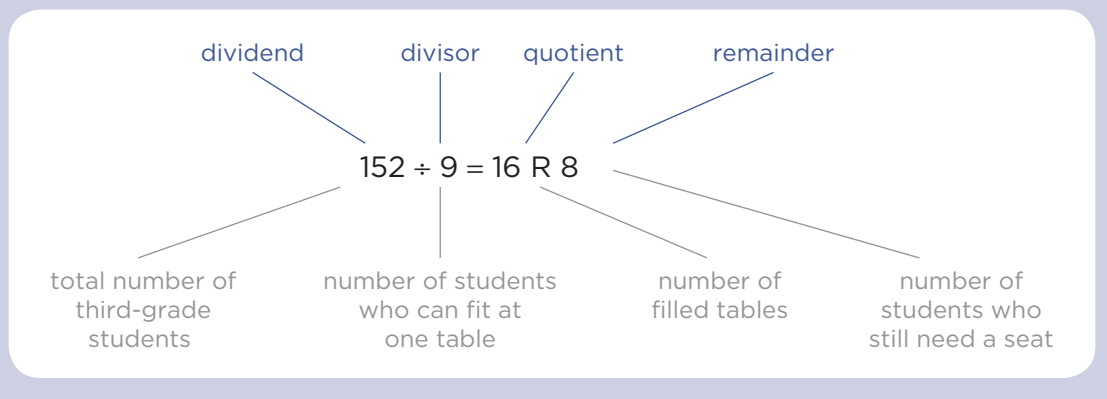 dividend divisor quotient remainder
152 ÷ 9 = 16 R 8
total number of
third-grade
students
number of students
who can fit at
one table
number of
filled tables
number of
students who
still need a seat